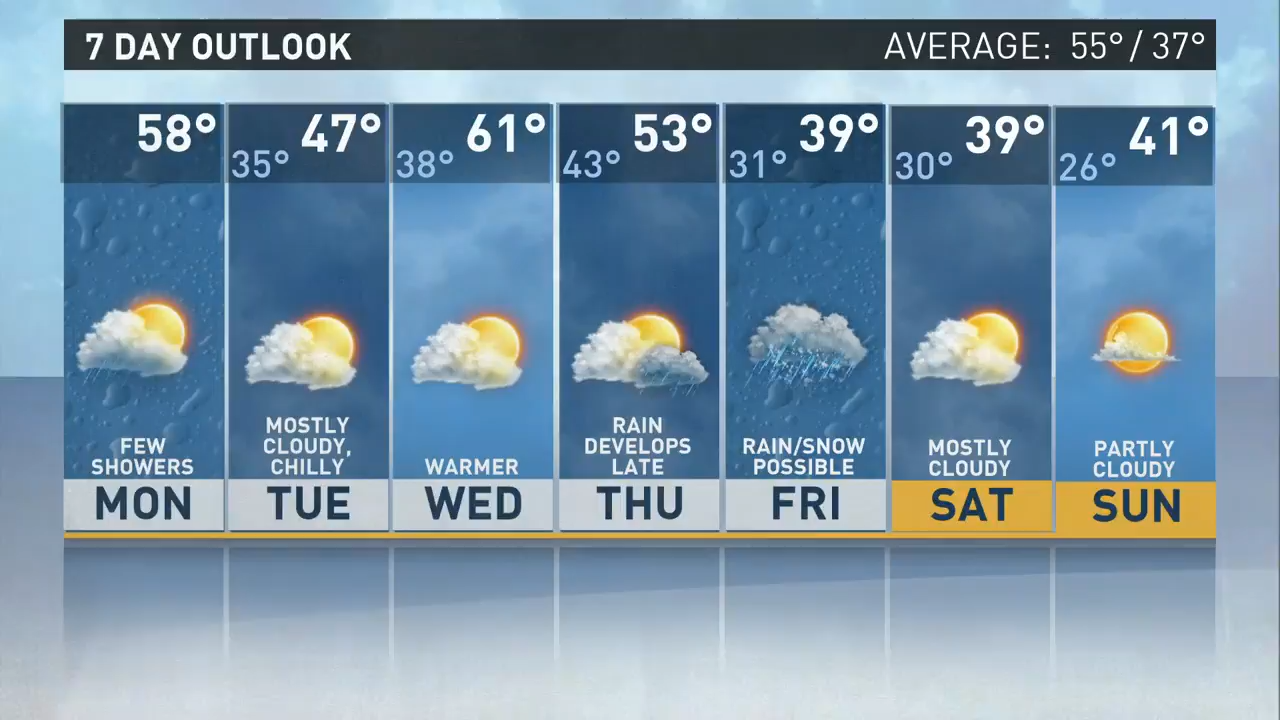 7 DAY OUTLOOK
AVERAGE: 55° / 37°
58°
FEW
SHOWERS
MON
47°
35°
MOSTLY
CLOUDY,
CHILLY
TUE
61°
38°
WARMER
WED
53°
43°
RAIN
DEVELOPS
LATE
THU
39°
31°
RAIN/SNOW
POSSIBLE
FRI
39°
30°
MOSTLY
CLOUDY
SAT
41°
26°
PARTLY
CLOUDY
SUN